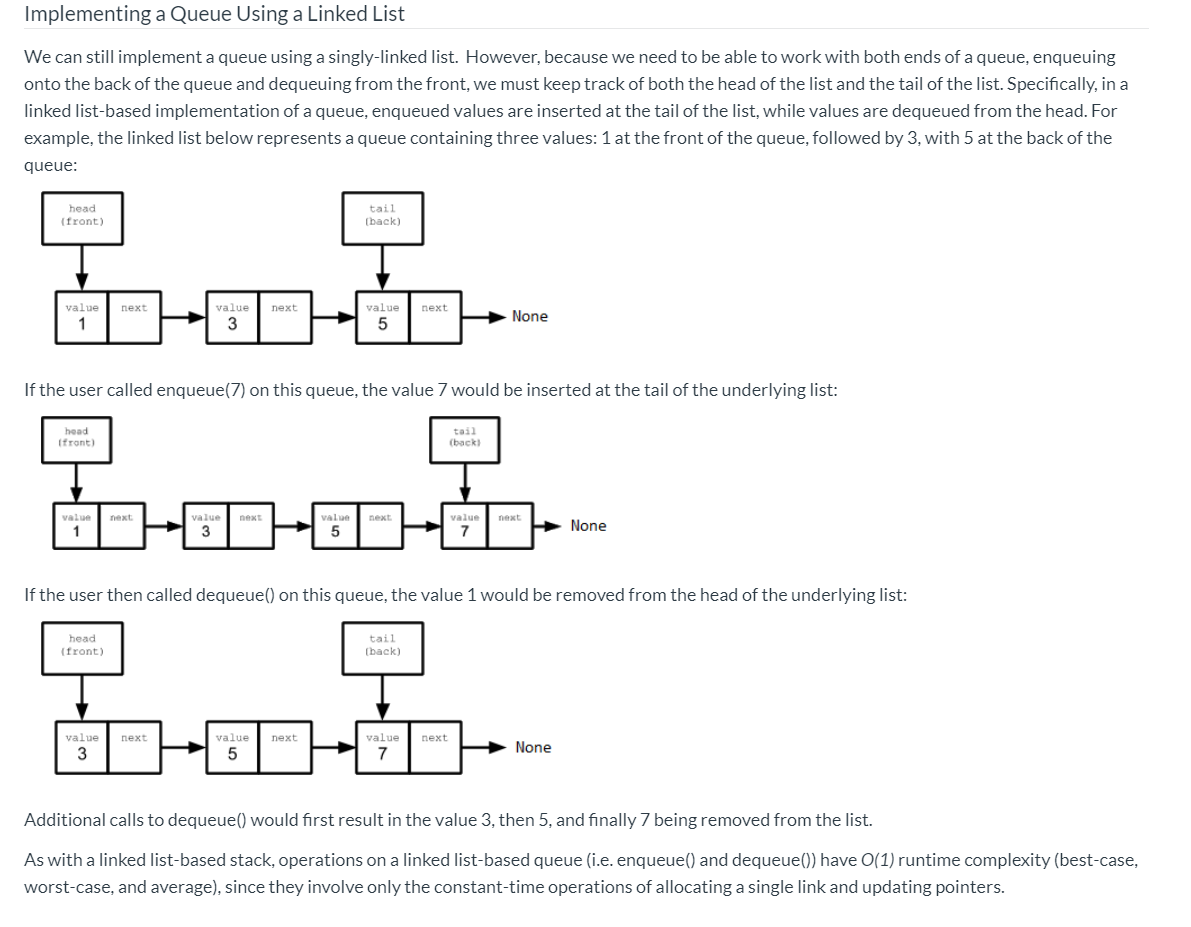 Implementing a Queue Using a Linked List
We can still implement a queue using a singly-linked list. However, because we need to be able to work with both ends of a queue, enqueuing
onto the back of the queue and dequeuing from the front, we must keep track of both the head of the list and the tail of the list. Specifically, in a
linked list-based implementation of a queue, enqueued values are inserted at the tail of the list, while values are dequeued from the head. For
example, the linked list below represents a queue containing three values: 1 at the front of the queue, followed by 3, with 5 at the back of the
queue:
head tail
(front) (back)
value next value next value next
1 3 5 None
If the user called enqueue(7) on this queue, the value 7 would be inserted at the tail of the underlying list:
head tail
(front) (back)
value next value next value next value next
1 3 5 7 None
If the user then called dequeue() on this queue, the value 1 would be removed from the head of the underlying list:
head tail
(front) (back)
value next value next value next
3 5 7 None
Additional calls to dequeue() would first result in the value 3, then 5, and finally 7 being removed from the list.
As with a linked list-based stack, operations on a linked list-based queue (i.e. enqueue() and dequeue()) have O(1) runtime complexity (best-case,
worst-case, and average), since they involve only the constant-time operations of allocating a single link and updating pointers.